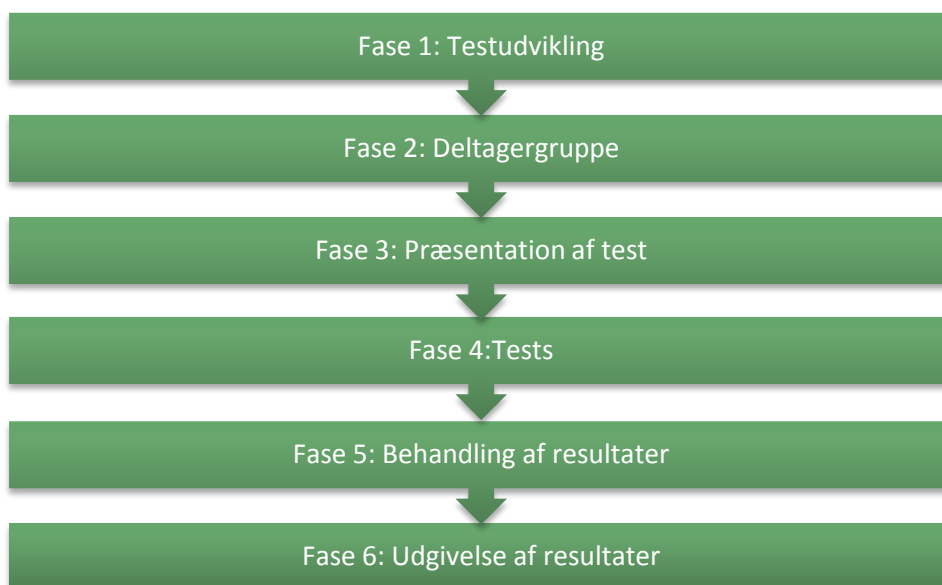 Fase 1: Testudvikling
Fase 2: Deltagergruppe
Fase 3: Præsentation af test
Fase 4:Tests
Fase 5: Behandling af resultater
Fase 6: Udgivelse af resultater